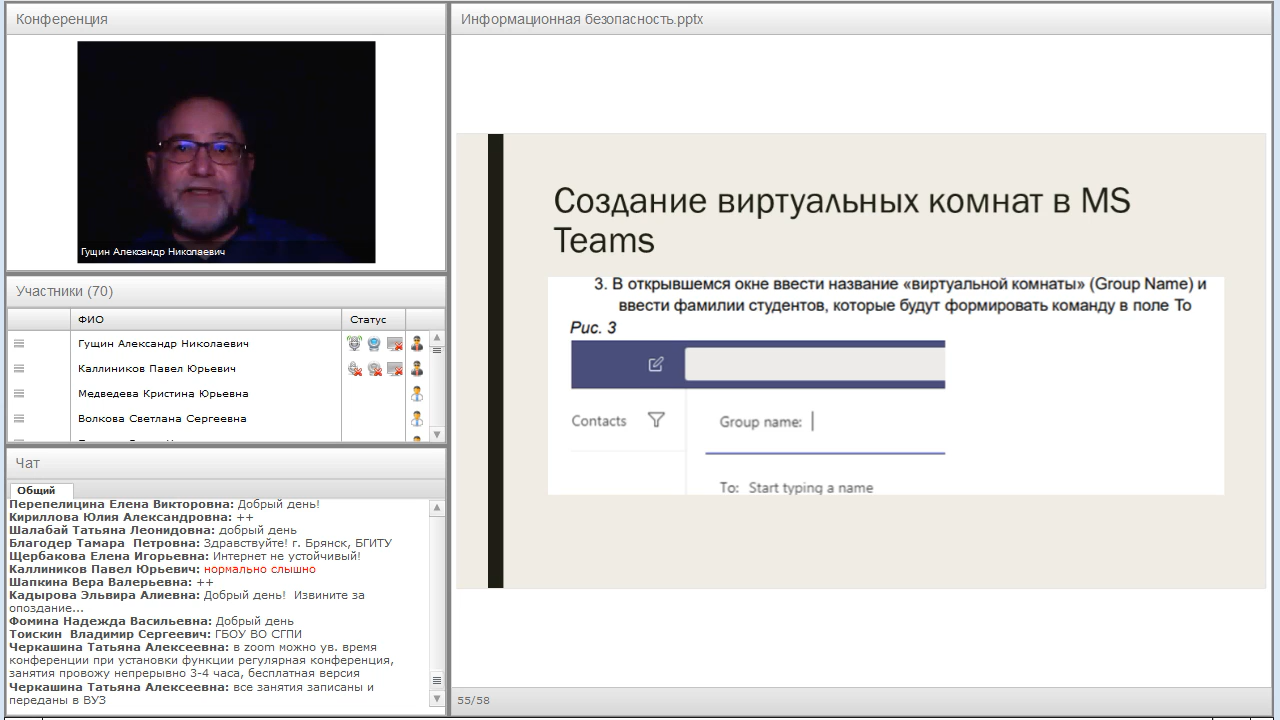 Конференция
Гущин Александр Николаевич
Участники (70)
ФИО Статус
Гущин Александр Николаевич
Каллиников Павел Юрьевич
Медведева Кристина Юрьевна
Волкова Светлана Сергеевна
Чат
Общий
Перепелицина Елена Викторовна: Добрый день!
Кириллова Юлия Александровна: ++
Шалабай Татьяна Леонидовна: добрый день
Благодер Тамара Петровна: Здравствуйте! г. Брянск, БГИТУ
Щербакова Елена Игорьевна: Интернет не устойчивый!
Каллиников Павел Юрьевич: нормально слышно
Шапкина Вера Валерьевна: ++
Кадырова Эльвира Алиевна: Добрый день! Извините за
опоздание...
Фомина Надежда Васильевна: Добрый день
Тоискин Владимир Сергеевич: ГБОУ ВО СГПИ
Черкашина Татьяна Алексеевна: в zoom можно ув. время
конференции при установки функции регулярная конференция,
занятия провожу непрерывно 3-4 часа, бесплатная версия
Черкашина Татьяна Алексеевна: все занятия записаны и
переданы в ВУЗ
Информационная безопасность.pptx
Создание виртуальных комнат в MS
Teams
3. В открывшемся окне ввести название «виртуальной комнаты» (Group Name) и
ввести фамилии студентов, которые будут формировать команду в поле To
Рис. 3
Contacts
Group name:
To: Start typing a name
55/58